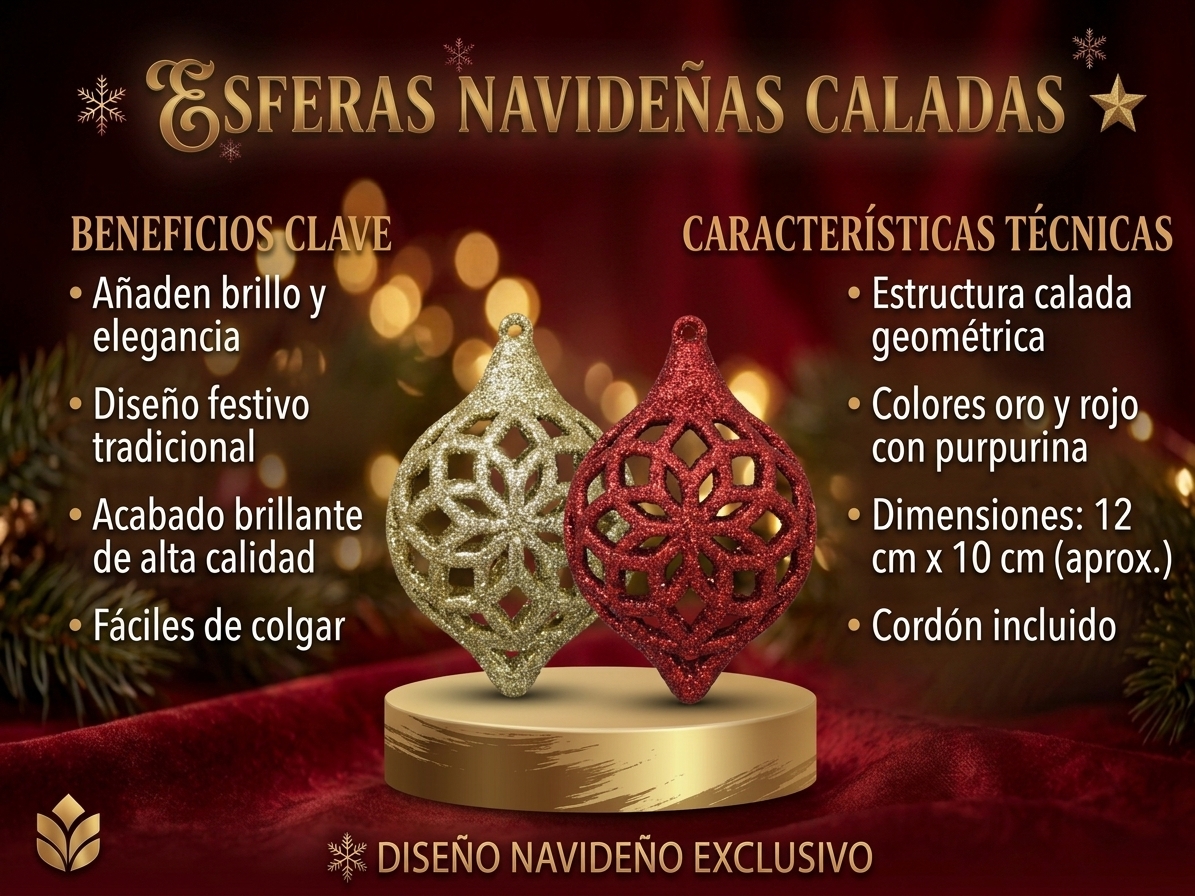 ESFERAS NAVIDEÑAS CALADAS
BENEFICIOS CLAVE
• Añaden brillo y
elegancia
• Diseño festivo
tradicional
• Acabado brillante
de alta calidad
• Fáciles de colgar
CARACTERÍSTICAS TÉCNICAS
• Estructura calada
geométrica
• Colores oro y rojo
con purpurina
• Dimensiones: 12
cm x 10 cm (aprox.)
• Cordón incluido
DISEÑO NAVIDEÑO EXCLUSIVO